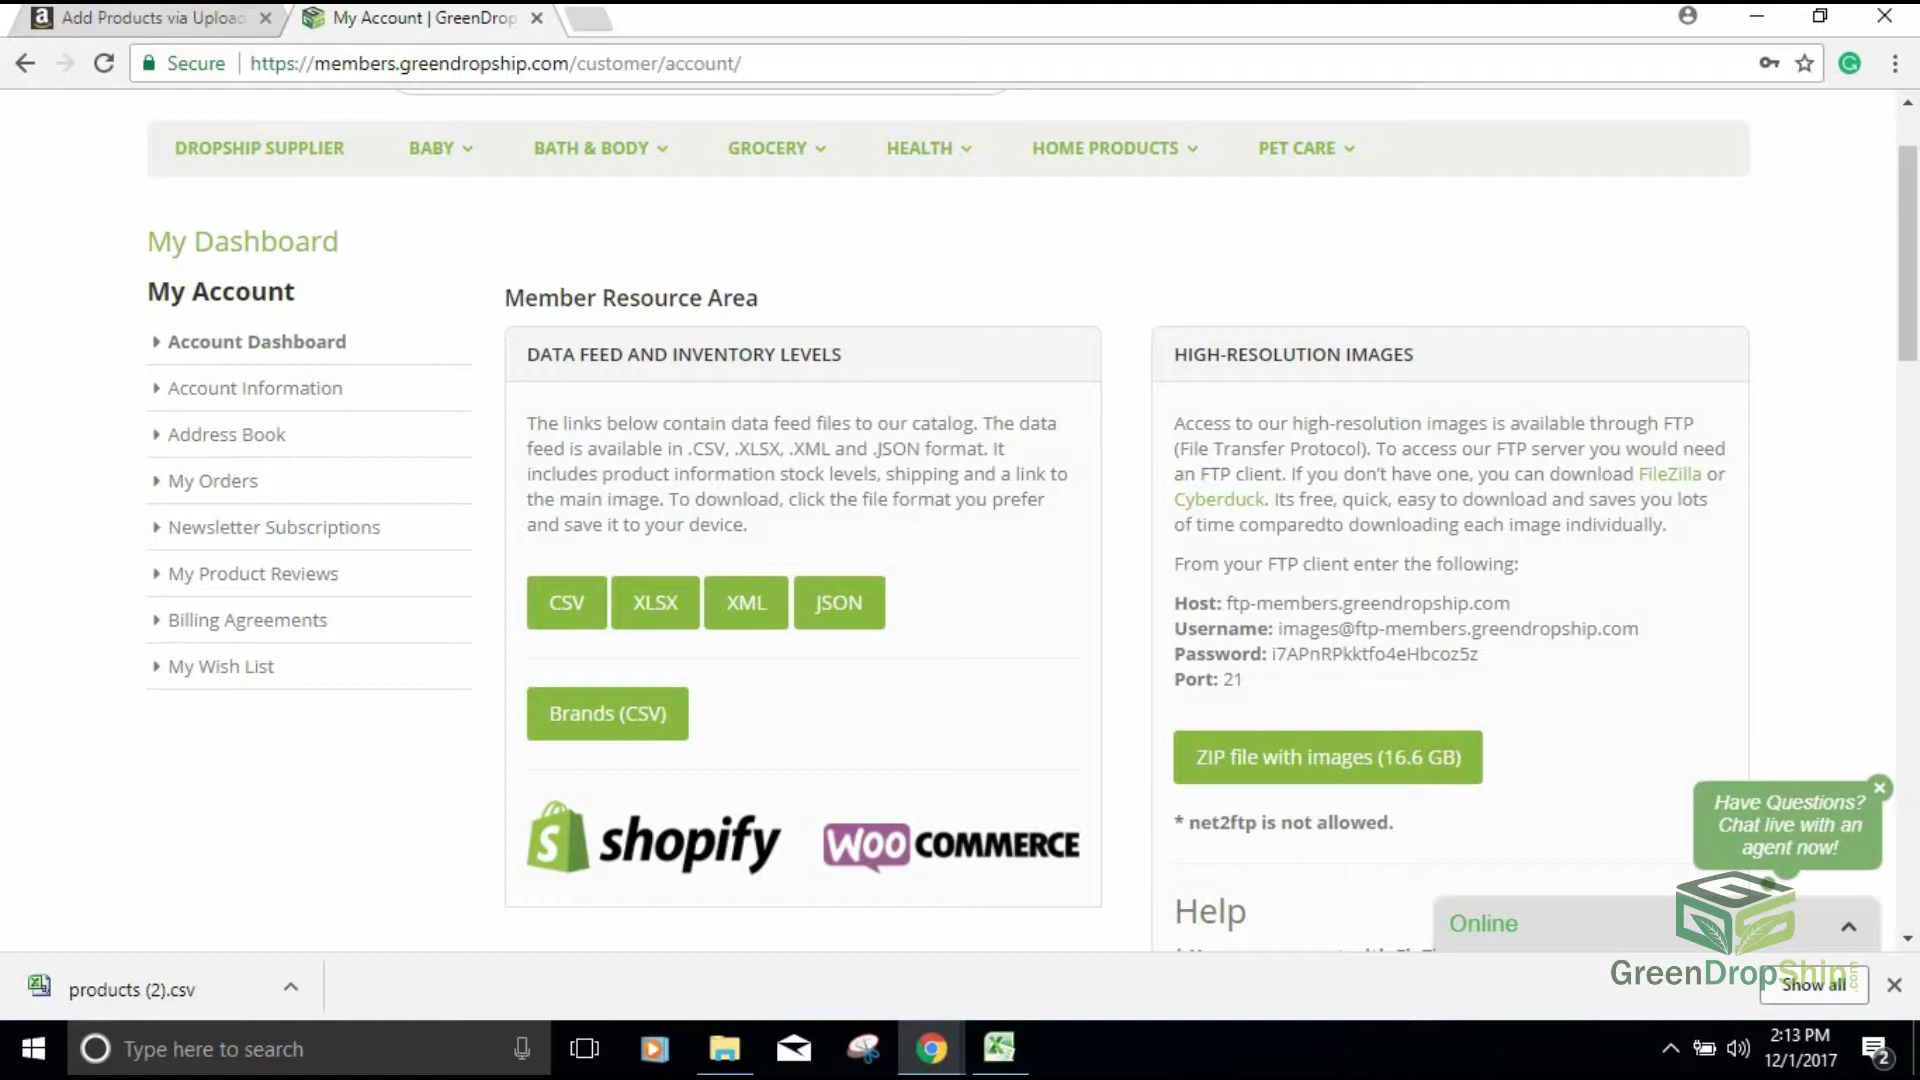 Add Products via Upload
My Account | GreenDrop
Secure
https://members.greendropship.com/customer/account/
DROPSHIP SUPPLIER
BABY
BATH & BODY
GROCERY
HEALTH
HOME PRODUCTS
PET CARE
My Dashboard
My Account
Account Dashboard
Account Information
Address Book
My Orders
Newsletter Subscriptions
My Product Reviews
Billing Agreements
My Wish List
Member Resource Area
DATA FEED AND INVENTORY LEVELS
The links below contain data feed files to our catalog. The data
feed is available in .CSV, .XLSX, .XML and .JSON format. It
includes product information stock levels, shipping and a link to
the main image. To download, click the file format you prefer
and save it to your device.
CSV
XLSX
XML
JSON
Brands (CSV)
shopify
WOO COMMERCE
HIGH-RESOLUTION IMAGES
Access to our high-resolution images is available through FTP
(File Transfer Protocol). To access our FTP server you would need
an FTP client. If you don't have one, you can download FileZilla or
Cyberduck. Its free, quick, easy to download and saves you lots
of time comparedto downloading each image individually.
From your FTP client enter the following:
Host: ftp-members.greendropship.com
Username: images@ftp-members.greendropship.com
Password: i7APnRPkktfo4eHbcoz5z
Port: 21
ZIP file with images (16.6 GB)
* net2ftp is not allowed.
Help
Have Questions?
Chat live with an
agent now!
Online
GreenDropShip.com
products (2).csv
Show all
Type here to search
2:13 PM
12/1/2017
2